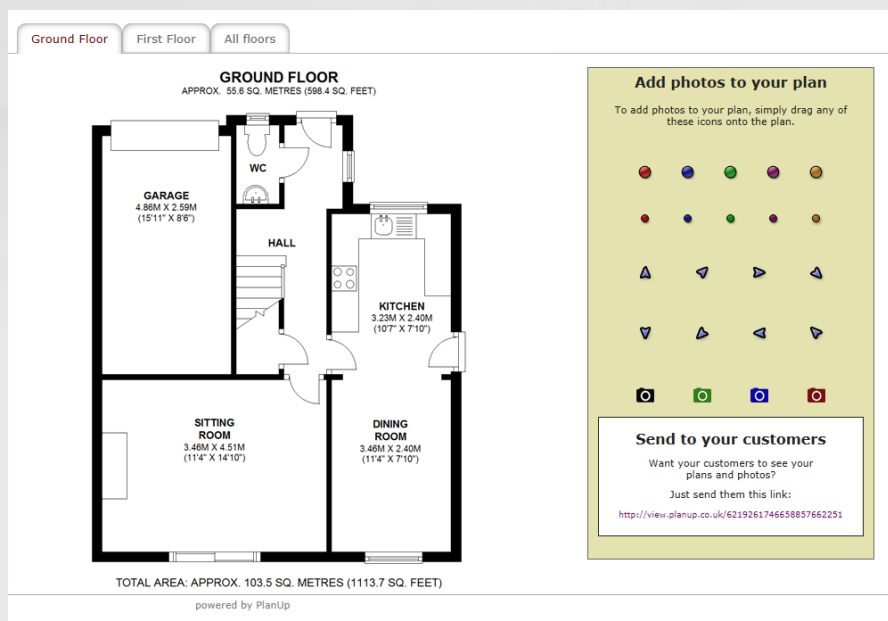 Ground Floor
First Floor
All floors
GROUND FLOOR
APPROX. 55.6 SQ. METRES (598.4 SQ. FEET)
WC
GARAGE
4.86M X 2.59M
(15'11" X 8'6")
HALL
KITCHEN
3.23M X 2.40M
(10'7" X 7'10")
SITTING
ROOM
3.46M X 4.51M
(11'4" X 14'10")
DINING
ROOM
3.46M X 2.40M
(11'4" X 7'10")
TOTAL AREA: APPROX. 103.5 SQ. METRES (1113.7 SQ. FEET)
powered by PlanUp
Add photos to your plan
To add photos to your plan, simply drag any of
these icons onto the plan.
Send to your customers
Want your customers to see your
plans and photos?
Just send them this link:
http://view.planup.co.uk/6219261746658857662251